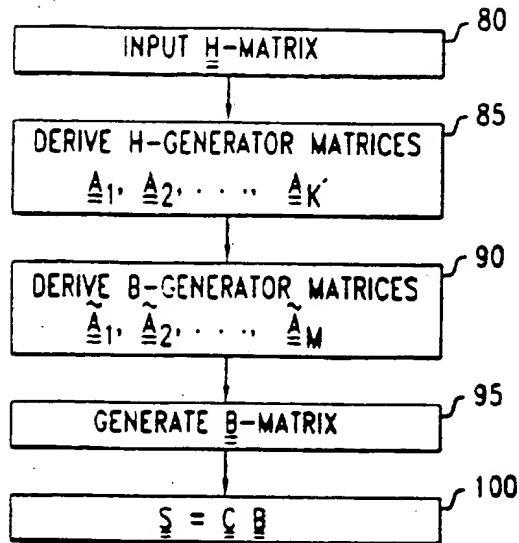 80
INPUT H-MATRIX
85
DERIVE H-GENERATOR MATRICES
A1, A2, . . . , AK′
90
DERIVE B-GENERATOR MATRICES
Ã1, Ã2, . . . , ÃM
95
GENERATE B-MATRIX
100
S = C B